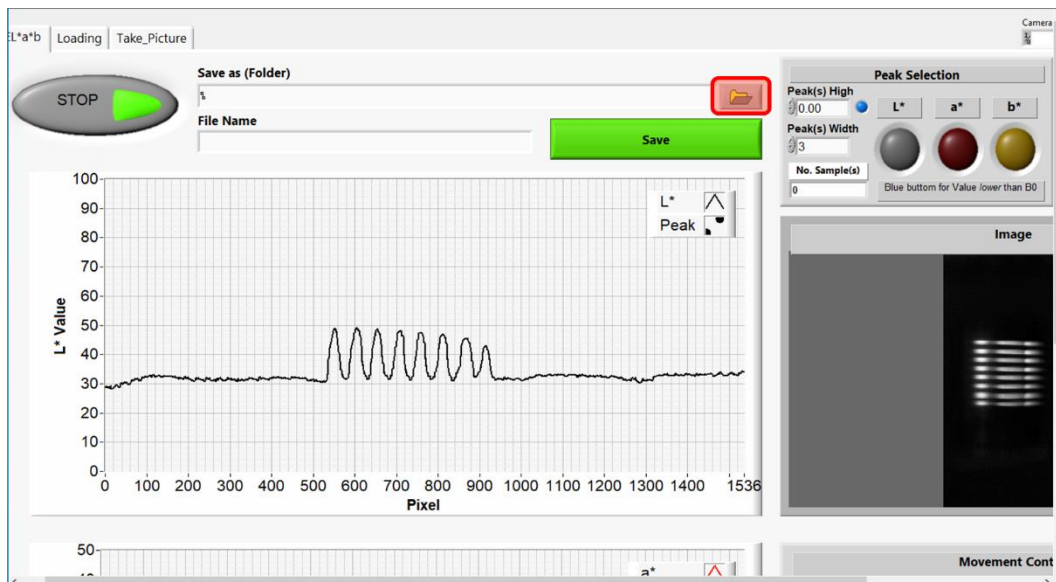 EL*a*b Loading Take_Picture
Camera
STOP
Save as (Folder)
File Name
Save
Peak Selection
Peak(s) High
0.00
L* a* b*
Peak(s) Width
3
No. Sample(s)
0
Blue buttom for Value lower than B0
L* Value
100
90
80
70
60
50
40
30
20
10
0
L*
Peak
0 100 200 300 400 500 600 700 800 900 1000 1100 1200 1300 1400 1536
Pixel
Image
50
a*
Movement Cont